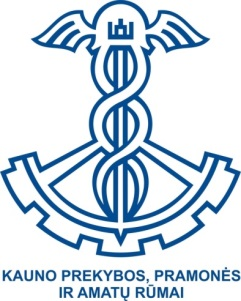 KAUNO PREKYBOS, PRAMONĖS
IR AMATŲ RŪMAI